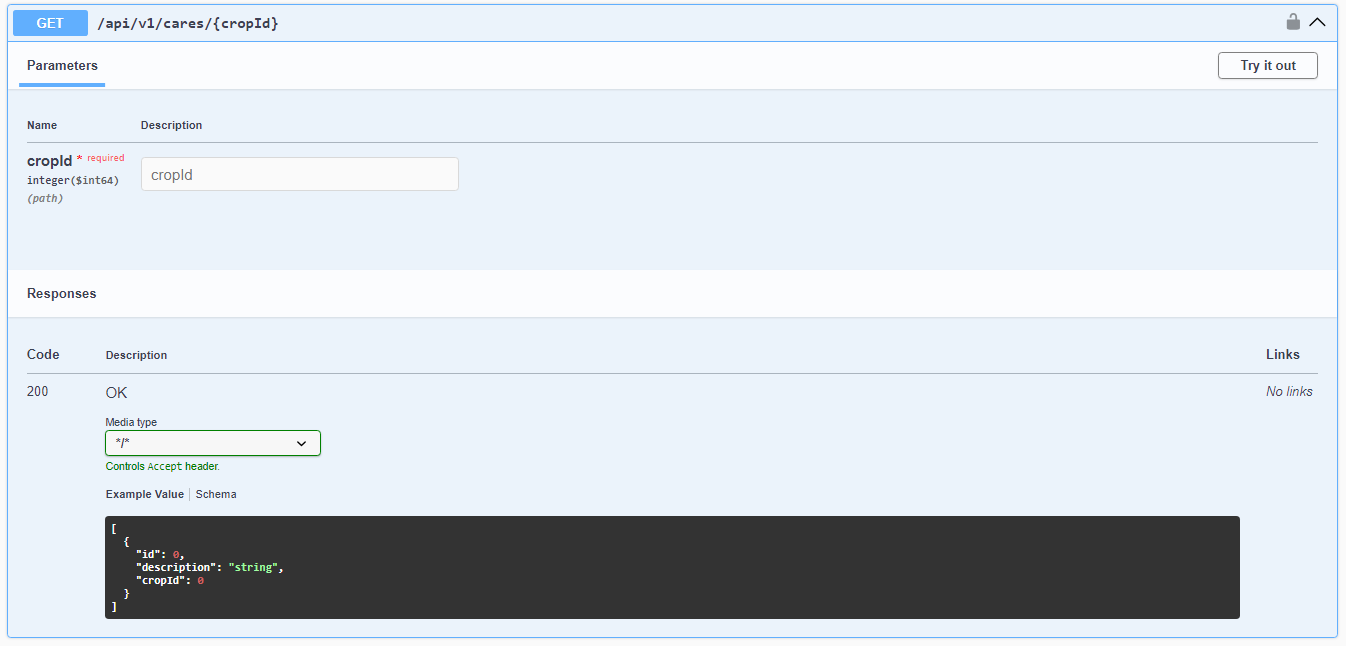 GET /api/v1/cares/{cropId}
Parameters
Try it out
Name Description
cropId * required
integer($int64)
(path)
cropId
Responses
Code Description Links
200 OK No links
Media type
*/*
Controls Accept header.
Example Value Schema
[
{
"id": 0,
"description": "string",
"cropId": 0
}
]